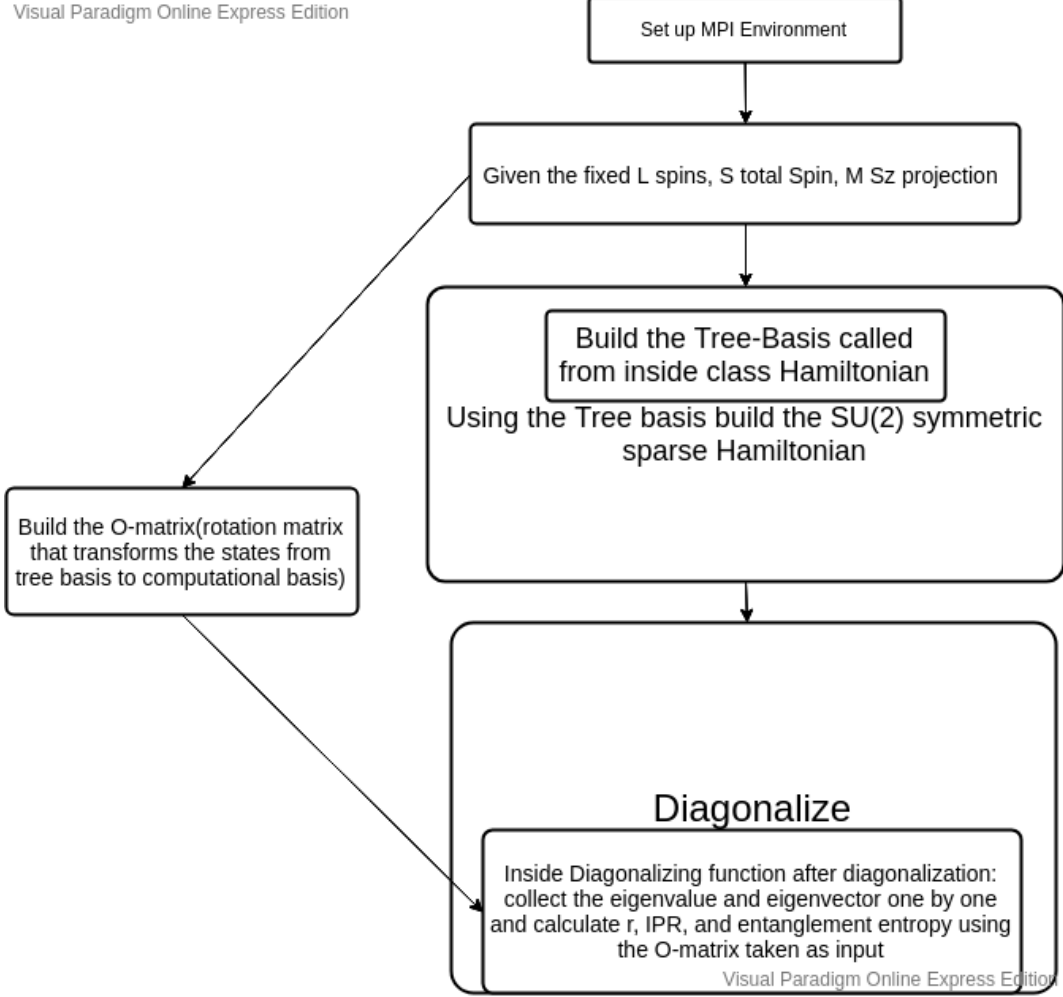 Visual Paradigm Online Express Edition
Set up MPI Environment
Given the fixed L spins, S total Spin, M Sz projection
Build the Tree-Basis called
from inside class Hamiltonian
Using the Tree basis build the SU(2) symmetric
sparse Hamiltonian
Build the O-matrix(rotation matrix
that transforms the states from
tree basis to computational basis)
Diagonalize
Inside Diagonalizing function after diagonalization:
collect the eigenvalue and eigenvector one by one
and calculate r, IPR, and entanglement entropy using
the O-matrix taken as input
Visual Paradigm Online Express Edition